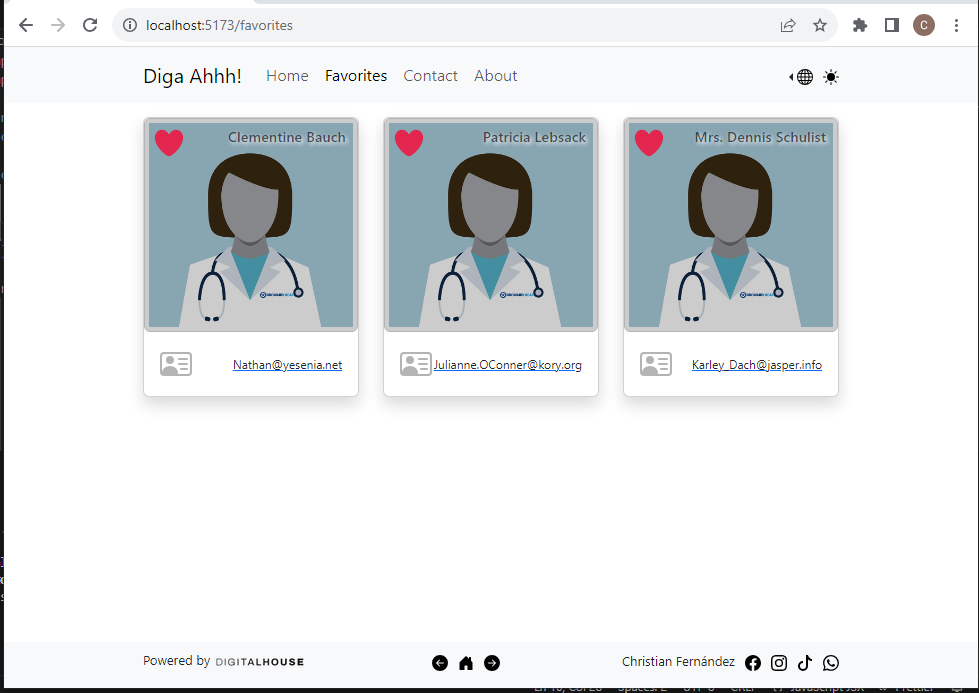 localhost:5173/favorites
C
Diga Ahhh! Home Favorites Contact About
Clementine Bauch
Patricia Lebsack
Mrs. Dennis Schulist
Nathan@yesenia.net
Julianne.OConner@kory.org
Karley_Dach@jasper.info
Powered by DIGITALHOUSE
Christian Fernández